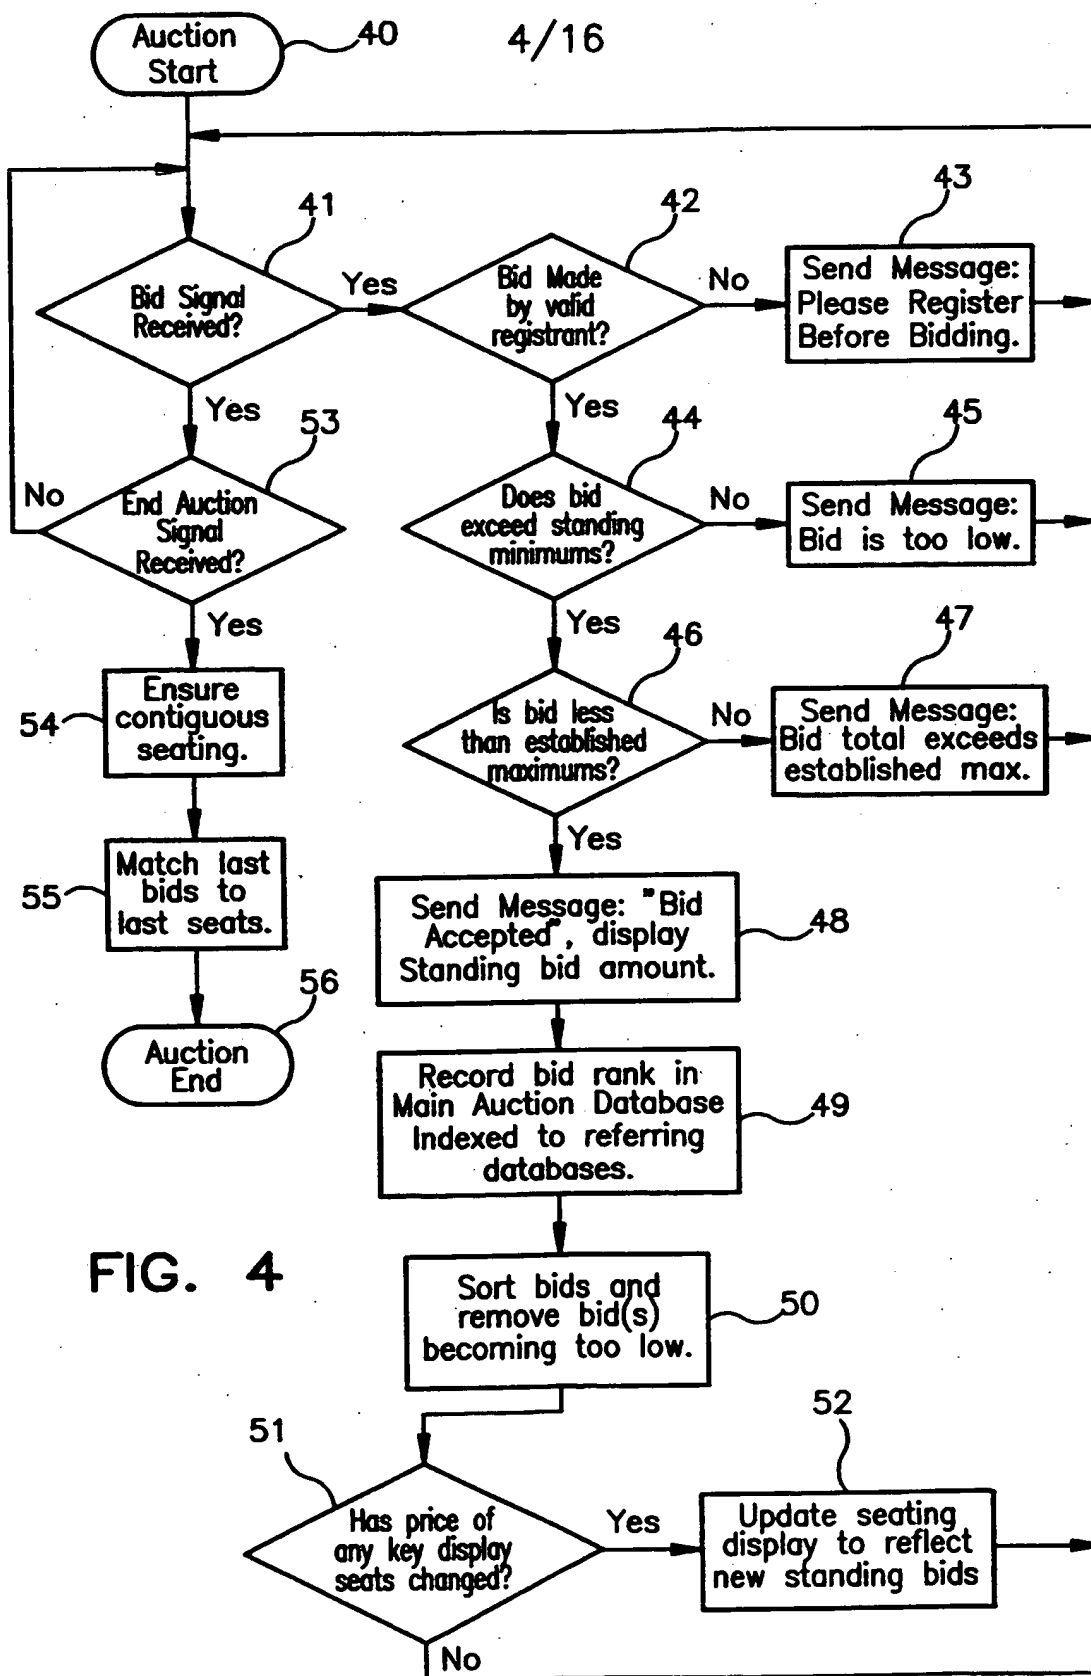 Auction
Start
40
4/16
41
42
43
Bid Signal
Received?
Yes
Bid Made
by valid
registrant?
No
Send Message:
Please Register
Before Bidding.
Yes
Yes
53
44
45
End Auction
Signal
Received?
No
Does bid
exceed standing
minimums?
No
Send Message:
Bid is too low.
Yes
Yes
46
47
54
Ensure
contiguous
seating.
Is bid less
than established
maximums?
No
Send Message:
Bid total exceeds
established max.
Yes
55
Match last
bids to
last seats.
Send Message: "Bid
Accepted", display
Standing bid amount.
48
56
Auction
End
Record bid rank in
Main Auction Database
Indexed to referring
databases.
49
FIG. 4
Sort bids and
remove bid(s)
becoming too low.
50
51
52
Has price of
any key display
seats changed?
Yes
Update seating
display to reflect
new standing bids
No